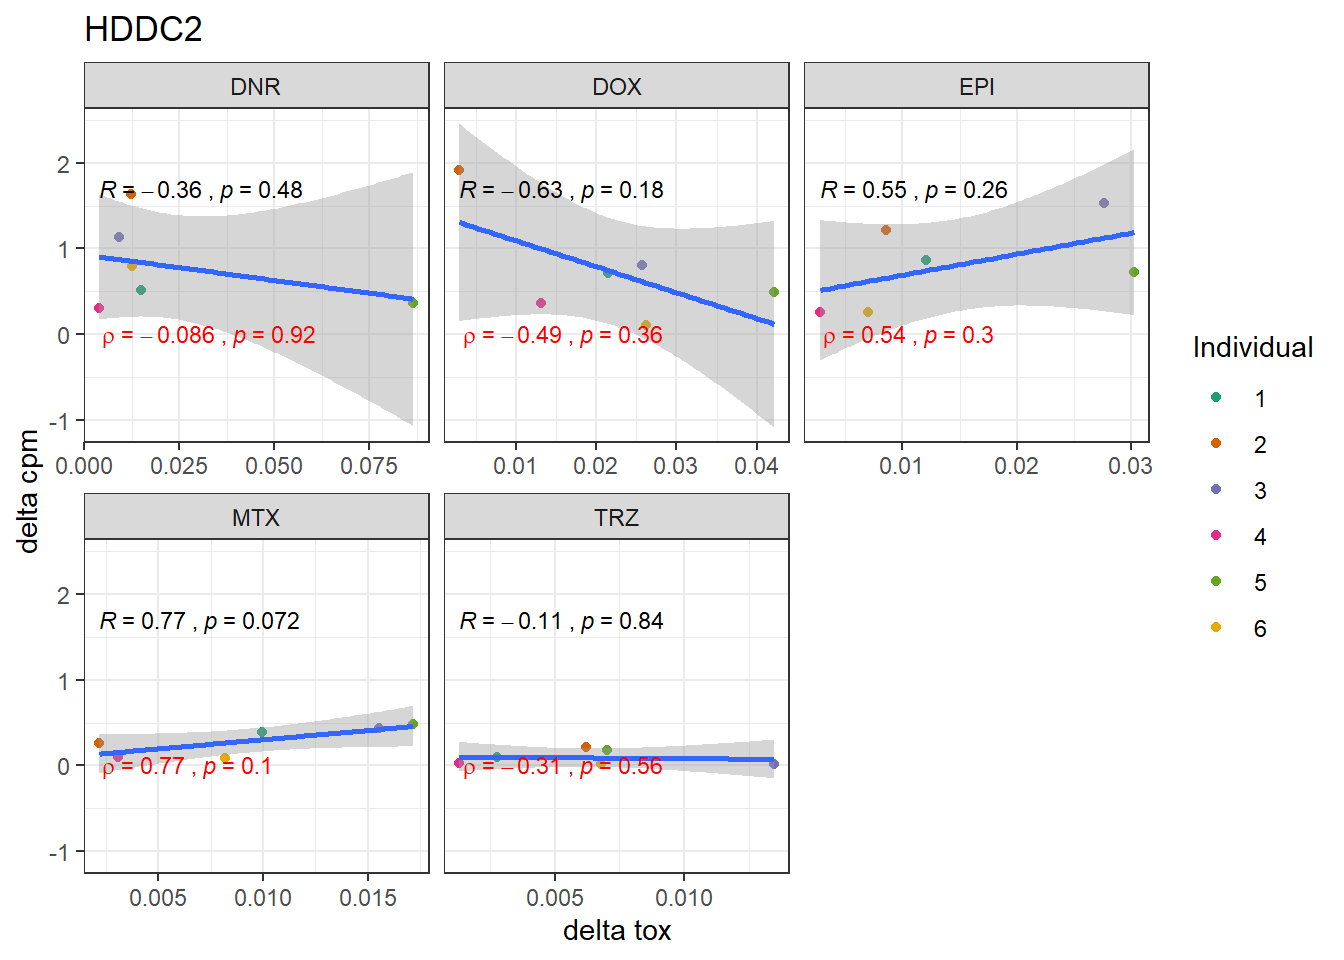 HDDC2
DNR
DOX
EPI
2
1
0
-1
R = −0.36 , p = 0.48
ρ = −0.086 , p = 0.92
R = −0.63 , p = 0.18
ρ = −0.49 , p = 0.36
R = 0.55 , p = 0.26
ρ = 0.54 , p = 0.3
0.000 0.025 0.050 0.075
0.01 0.02 0.03 0.04
0.01 0.02 0.03
MTX
TRZ
2
1
0
-1
R = 0.77 , p = 0.072
ρ = 0.77 , p = 0.1
R = −0.11 , p = 0.84
ρ = −0.31 , p = 0.56
0.005 0.010 0.015
0.005 0.010
delta cpm
delta tox
Individual
1
2
3
4
5
6